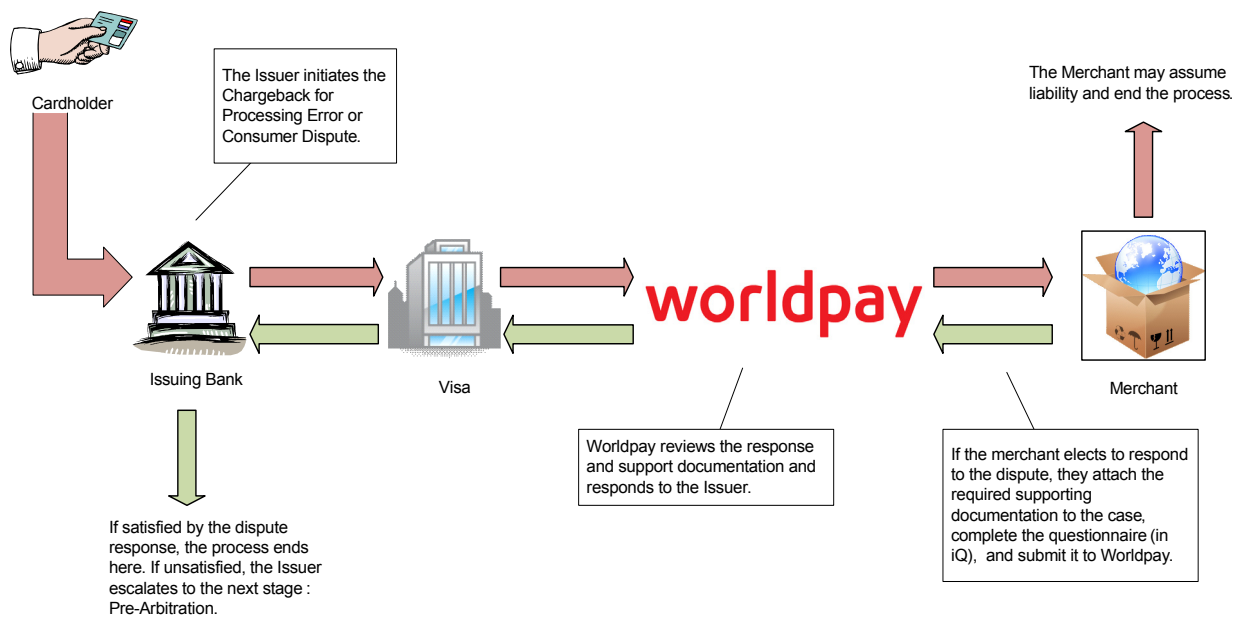 Cardholder
The Issuer initiates the
Chargeback for
Processing Error or
Consumer Dispute.
The Merchant may assume
liability and end the process.
worldpay
Issuing Bank
Visa
Merchant
Worldpay reviews the response
and support documentation and
responds to the Issuer.
If the merchant elects to respond
to the dispute, they attach the
required supporting
documentation to the case,
complete the questionnaire (in
iQ),  and submit it to Worldpay.
If satisfied by the dispute
response, the process ends
here. If unsatisfied, the Issuer
escalates to the next stage :
Pre-Arbitration.